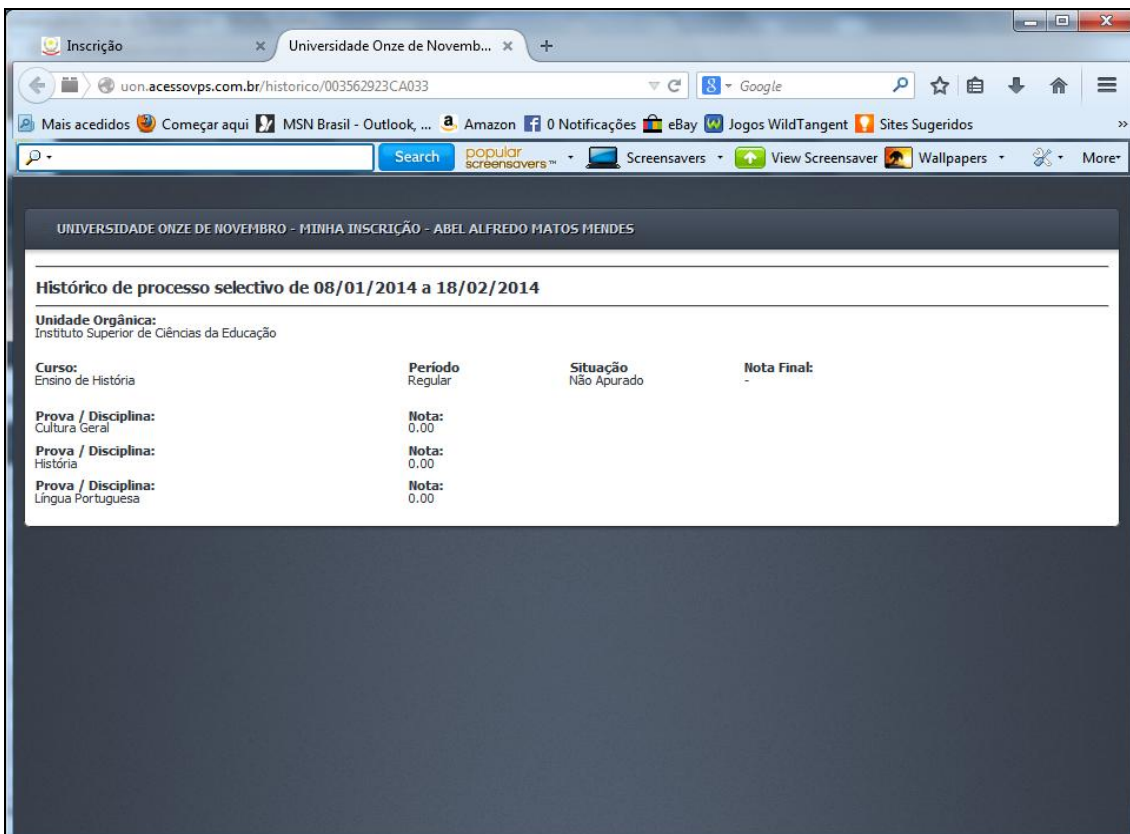 Inscrição
Universidade Onze de Novemb...
uon.acessovps.com.br/historico/003562923CA033
Google
Mais acedidos Começar aqui MSN Brasil - Outlook, ... Amazon 0 Notificações eBay Jogos WildTangent Sites Sugeridos »
Search popular screensavers™ Screensavers View Screensaver Wallpapers More
UNIVERSIDADE ONZE DE NOVEMBRO - MINHA INSCRIÇÃO - ABEL ALFREDO MATOS MENDES
Histórico de processo selectivo de 08/01/2014 a 18/02/2014
Unidade Orgânica:
Instituto Superior de Ciências da Educação
Curso: Período Situação Nota Final:
Ensino de História Regular Não Apurado -
Prova / Disciplina: Nota:
Cultura Geral 0.00
Prova / Disciplina: Nota:
História 0.00
Prova / Disciplina: Nota:
Língua Portuguesa 0.00